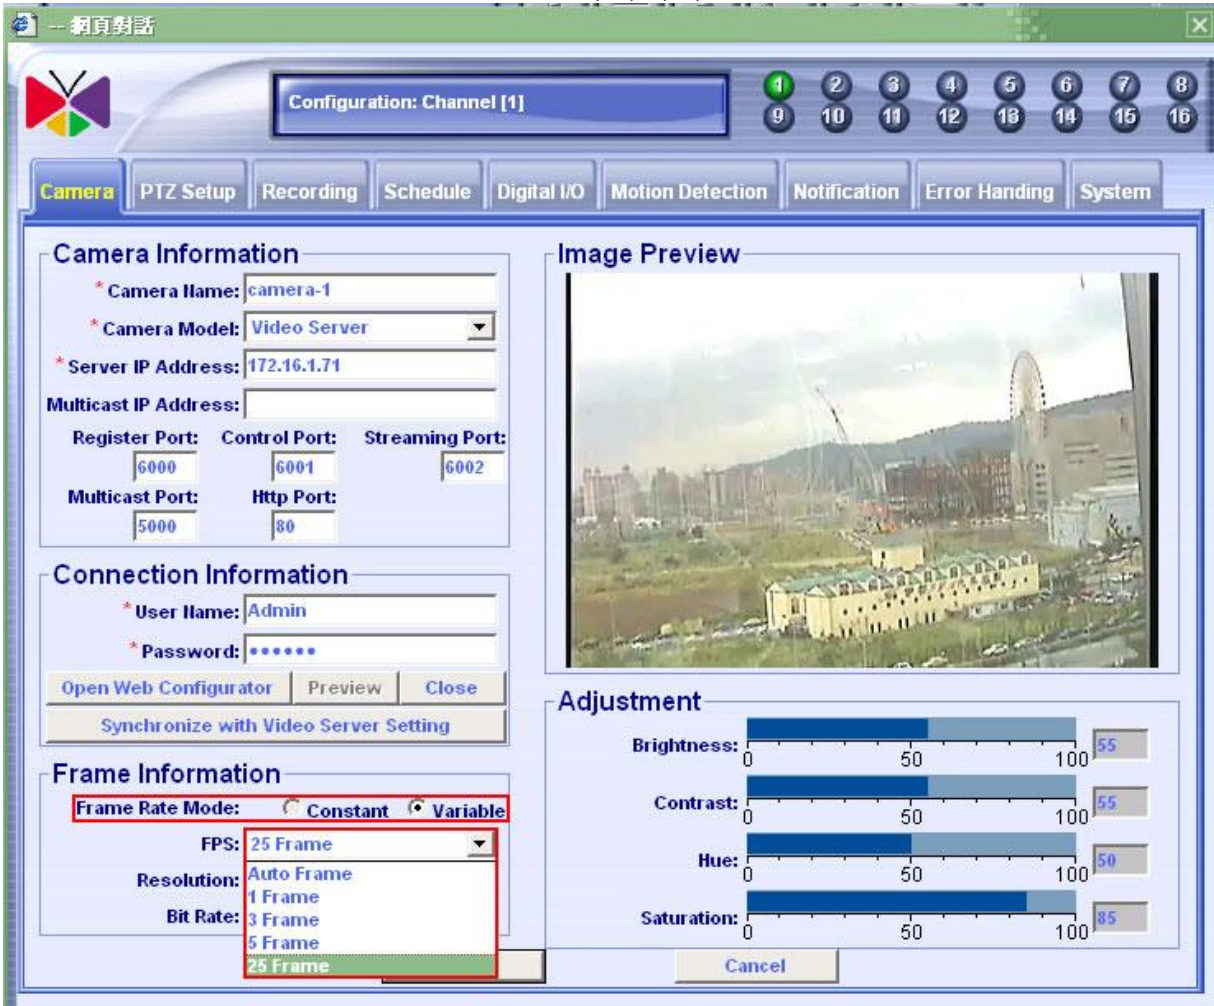 -- 網頁對話
Configuration: Channel [1]
1 2 3 4 5 6 7 8
9 10 11 12 13 14 15 16
Camera PTZ Setup Recording Schedule Digital I/O Motion Detection Notification Error Handing System
Camera Information
* Camera Name: camera-1
* Camera Model: Video Server
* Server IP Address: 172.16.1.71
Multicast IP Address:
Register Port: Control Port: Streaming Port:
6000 6001 6002
Multicast Port: Http Port:
5000 80
Connection Information
* User Name: Admin
* Password: ••••••
Open Web Configurator Preview Close
Synchronize with Video Server Setting
Frame Information
Frame Rate Mode: Constant Variable
FPS: 25 Frame
Resolution:
Bit Rate:
Auto Frame
1 Frame
3 Frame
5 Frame
25 Frame
Image Preview
Adjustment
Brightness: 0 50 100 55
Contrast: 0 50 100 55
Hue: 0 50 100 50
Saturation: 0 50 100 85
Cancel